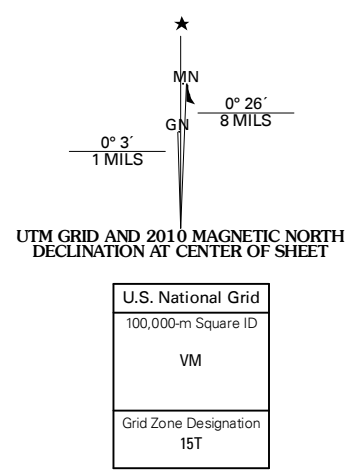 ★
MN
0° 26´
8 MILS
GN
0° 3´
1 MILS
UTM GRID AND 2010 MAGNETIC NORTH
DECLINATION AT CENTER OF SHEET
U.S. National Grid
100,000-m Square ID
VM
Grid Zone Designation
15T